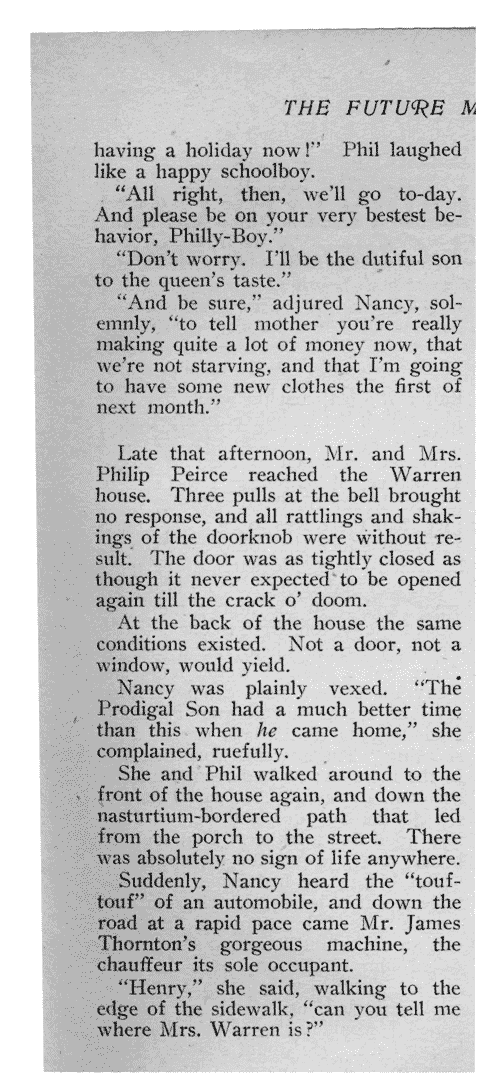 THE FUTURE M
having a holiday now!” Phil laughed
like a happy schoolboy.
“All right, then, we’ll go to-day.
And please be on your very bestest be-
havior, Philly-Boy.”
“Don’t worry. I’ll be the dutiful son
to the queen’s taste.”
“And be sure,” adjured Nancy, sol-
emnly, “to tell mother you’re really
making quite a lot of money now, that
we’re not starving, and that I’m going
to have some new clothes the first of
next month.”
Late that afternoon, Mr. and Mrs.
Philip Peirce reached the Warren
house. Three pulls at the bell brought
no response, and all rattlings and shak-
ings of the doorknob were without re-
sult. The door was as tightly closed as
though it never expected to be opened
again till the crack o’ doom.
At the back of the house the same
conditions existed. Not a door, not a
window, would yield.
Nancy was plainly vexed. “The
Prodigal Son had a much better time
than this when he came home,” she
complained, ruefully.
She and Phil walked around to the
front of the house again, and down the
nasturtium-bordered path that led
from the porch to the street. There
was absolutely no sign of life anywhere.
Suddenly, Nancy heard the “touf-
touf” of an automobile, and down the
road at a rapid pace came Mr. James
Thornton’s gorgeous machine, the
chauffeur its sole occupant.
“Henry,” she said, walking to the
edge of the sidewalk, “can you tell me
where Mrs. Warren is?”